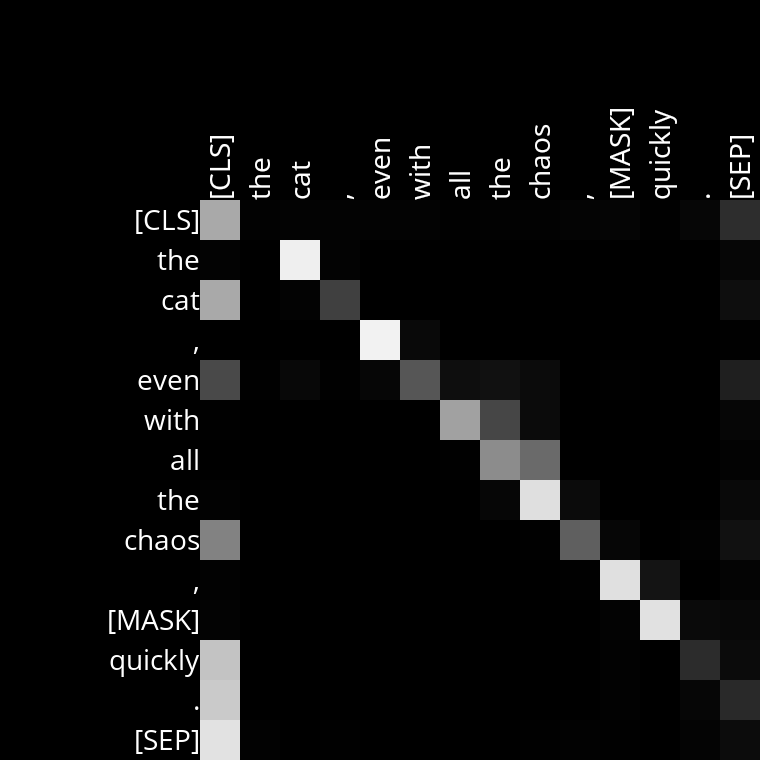 [CLS] the cat , even with all the chaos , [MASK] quickly . [SEP]
[CLS]
the
cat
,
even
with
all
the
chaos
,
[MASK]
quickly
.
[SEP]